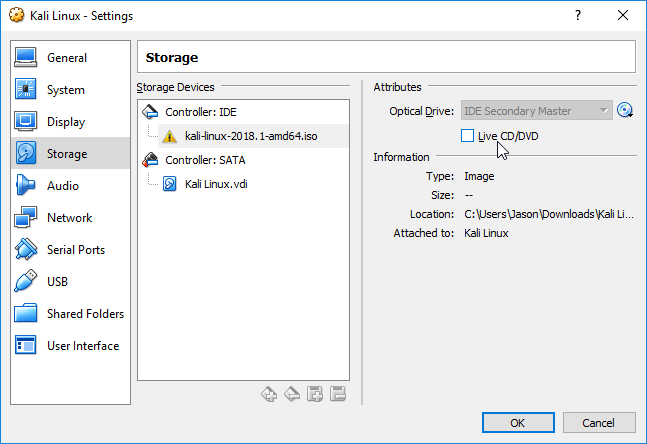 Kali Linux - Settings
General
System
Display
Storage
Audio
Network
Serial Ports
USB
Shared Folders
User Interface
Storage
Storage Devices
Controller: IDE
kali-linux-2018.1-amd64.iso
Controller: SATA
Kali Linux.vdi
Attributes
Optical Drive: IDE Secondary Master
Live CD/DVD
Information
Type: Image
Size: --
Location: C:\Users\Jason\Downloads\Kali Li...
Attached to: Kali Linux
OK Cancel